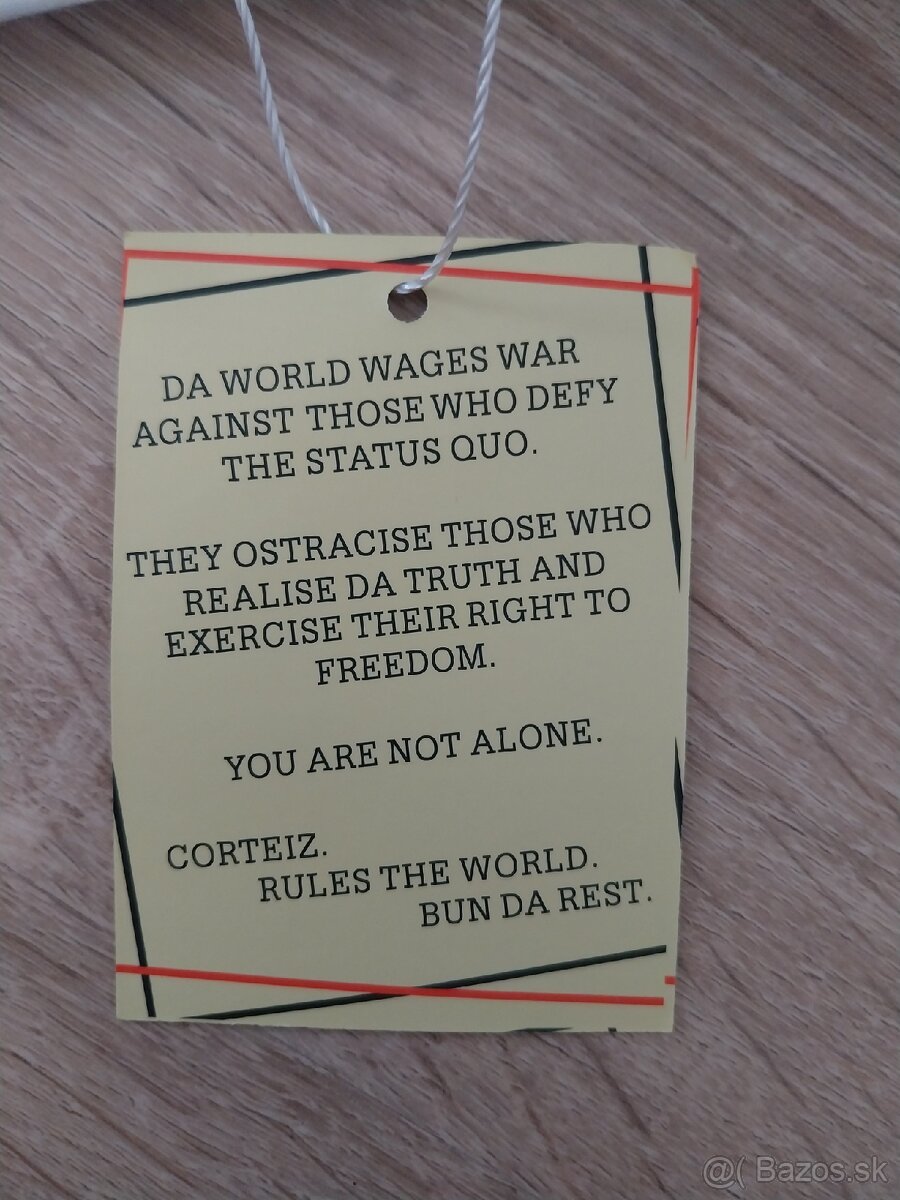 DA WORLD WAGES WAR
AGAINST THOSE WHO DEFY
THE STATUS QUO.
THEY OSTRACISE THOSE WHO
REALISE DA TRUTH AND
EXERCISE THEIR RIGHT TO
FREEDOM.
YOU ARE NOT ALONE.
CORTEIZ.
RULES THE WORLD.
BUN DA REST.
@( Bazos.sk